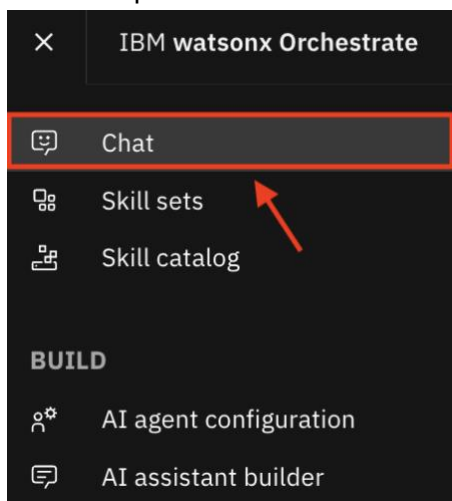 IBM watsonx Orchestrate
Chat
Skill sets
Skill catalog
BUILD
AI agent configuration
AI assistant builder